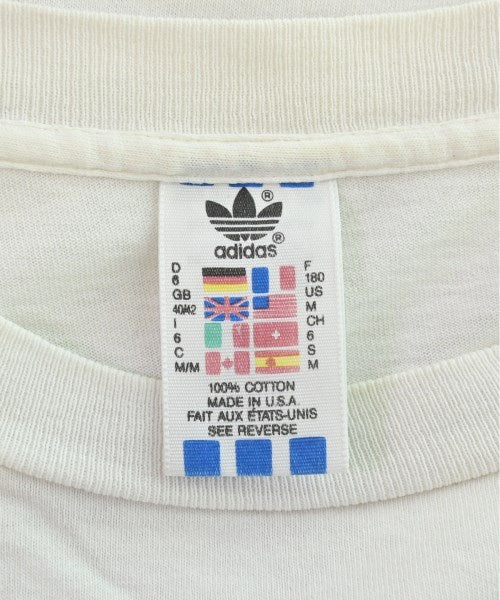 ®
adidas®
D F
6 180
GB US
40/42 M
I CH
6 6
C S
M/M M
100% COTTON
MADE IN U.S.A.
FAIT AUX ÉTATS-UNIS
SEE REVERSE